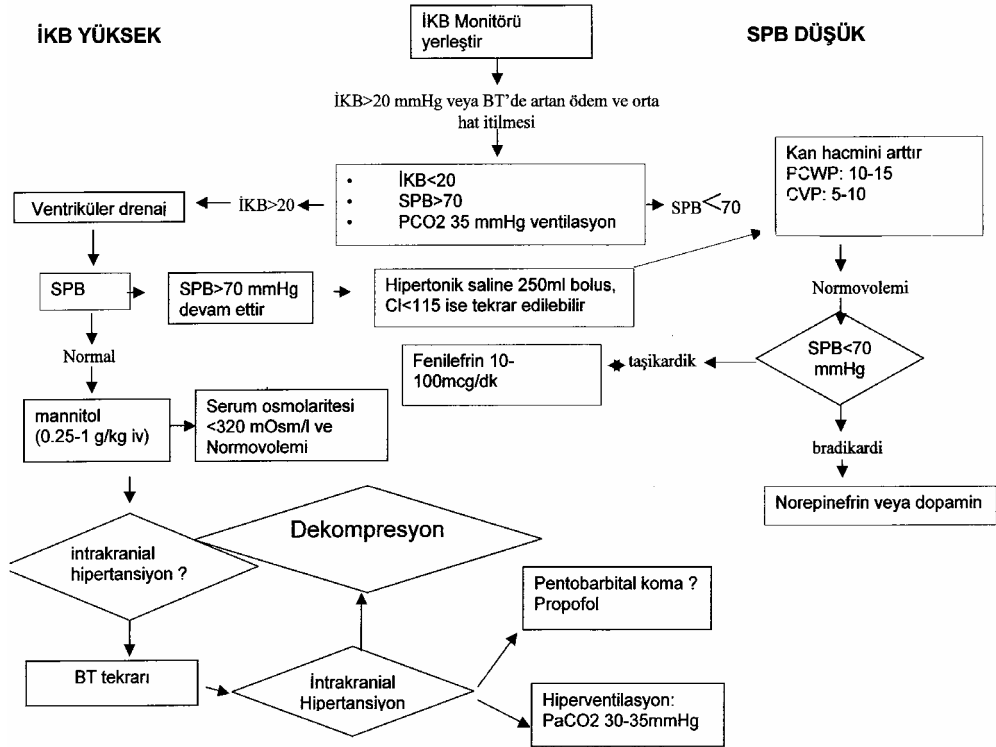 İKB YÜKSEK
İKB Monitörü
yerleştir
SPB DÜŞÜK
İKB>20 mmHg veya BT'de artan ödem ve orta
hat itilmesi
Kan hacmini arttır
PCWP: 10-15
CVP: 5-10
• İKB<20
• SPB>70
• PCO2 35 mmHg ventilasyon
Ventriküler drenaj
İKB>20
SPB<70
SPB
SPB>70 mmHg
devam ettir
Hipertonik saline 250ml bolus,
Cl<115 ise tekrar edilebilir
Normovolemi
Normal
Fenilefrin 10-
100mcg/dk
taşikardik
SPB<70
mmHg
mannitol
(0.25-1 g/kg iv)
Serum osmolaritesi
<320 mOsm/l ve
Normovolemi
bradikardi
Norepinefrin veya dopamin
Dekompresyon
intrakranial
hipertansiyon ?
Pentobarbital koma ?
Propofol
BT tekrarı
İntrakranial
Hipertansiyon
Hiperventilasyon:
PaCO2 30-35mmHg